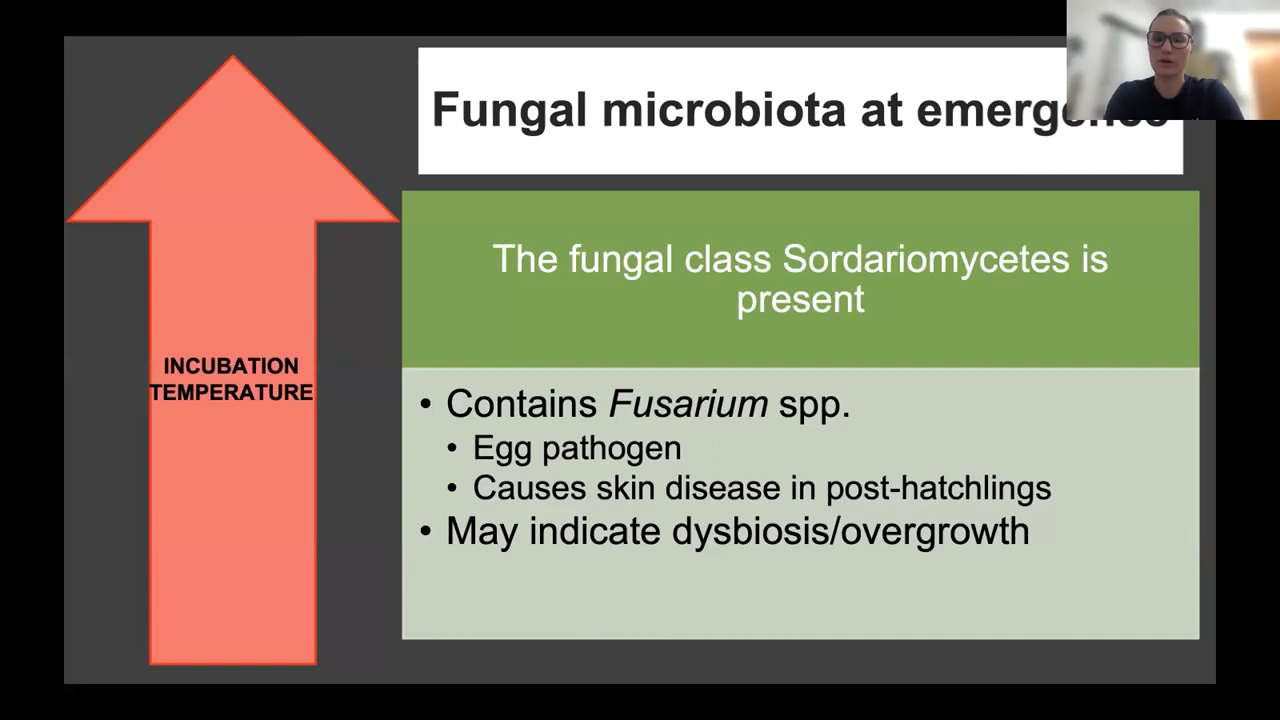 Fungal microbiota at emergence
The fungal class Sordariomycetes is
present
INCUBATION
TEMPERATURE
• Contains Fusarium spp.
• Egg pathogen
• Causes skin disease in post-hatchlings
• May indicate dysbiosis/overgrowth